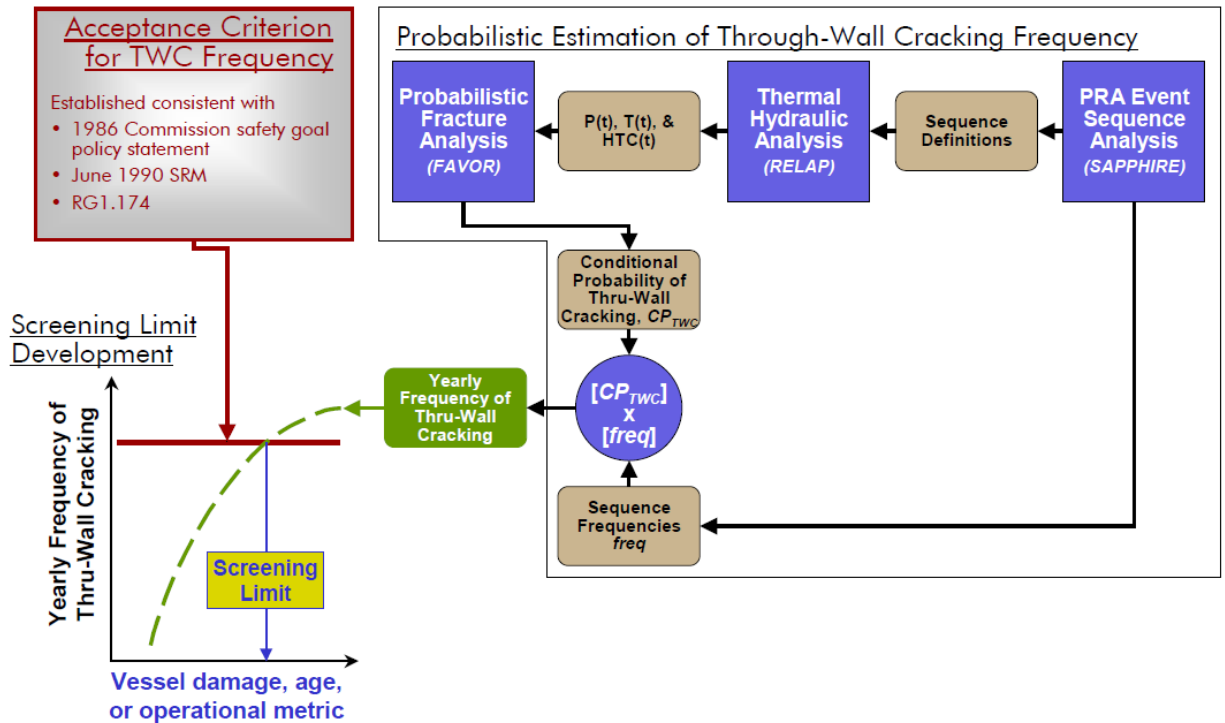 Acceptance Criterion
for TWC Frequency
Established consistent with
• 1986 Commission safety goal
policy statement
• June 1990 SRM
• RG1.174
Probabilistic Estimation of Through-Wall Cracking Frequency
Probabilistic
Fracture
Analysis
(FAVOR)
P(t), T(t), &
HTC(t)
Thermal
Hydraulic
Analysis
(RELAP)
Sequence
Definitions
PRA Event
Sequence
Analysis
(SAPPHIRE)
Conditional
Probability of
Thru-Wall
Cracking, CP_TWC
[CP_TWC]
x
[freq]
Sequence
Frequencies
freq
Yearly
Frequency of
Thru-Wall
Cracking
Screening Limit
Development
Yearly Frequency of
Thru-Wall Cracking
Screening
Limit
Vessel damage, age,
or operational metric